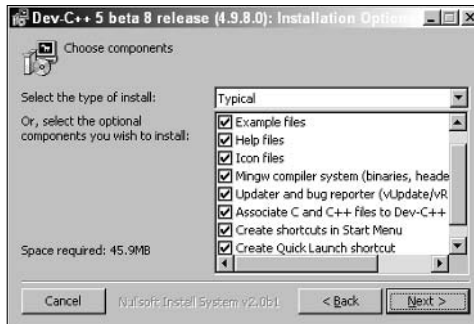 Dev-C++ 5 beta 8 release (4.9.8.0): Installation Options
Choose components
Select the type of install:
Typical
Or, select the optional
components you wish to install:
Example files
Help files
Icon files
Mingw compiler system (binaries, heade
Updater and bug reporter (vUpdate/vR
Associate C and C++ files to Dev-C++
Create shortcuts in Start Menu
Create Quick Launch shortcut
Space required: 45.9MB
Cancel
Nullsoft Install System v2.0b1
< Back
Next >